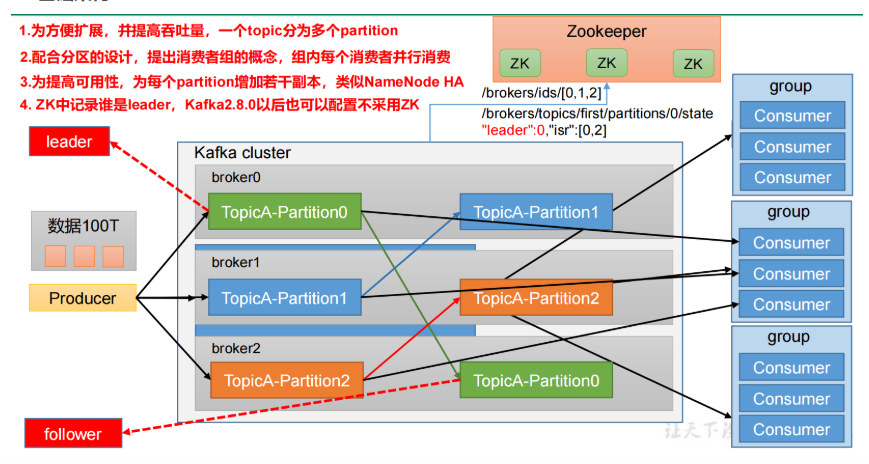 1.为方便扩展，并提高吞吐量，一个topic分为多个partition
2.配合分区的设计，提出消费者组的概念，组内每个消费者并行消费
3.为提高可用性，为每个partition增加若干副本，类似NameNode HA
4. ZK中记录谁是leader，Kafka2.8.0以后也可以配置不采用ZK
Zookeeper
ZK
ZK
ZK
/brokers/ids/[0,1,2]
/brokers/topics/first/partitions/0/state
"leader":0,"isr":[0,2]
leader
Kafka cluster
broker0
TopicA-Partition0
TopicA-Partition1
数据100T
Producer
broker1
TopicA-Partition1
TopicA-Partition2
broker2
TopicA-Partition2
TopicA-Partition0
follower
group
Consumer
Consumer
Consumer
group
Consumer
Consumer
Consumer
group
Consumer
Consumer
Consumer
让天下